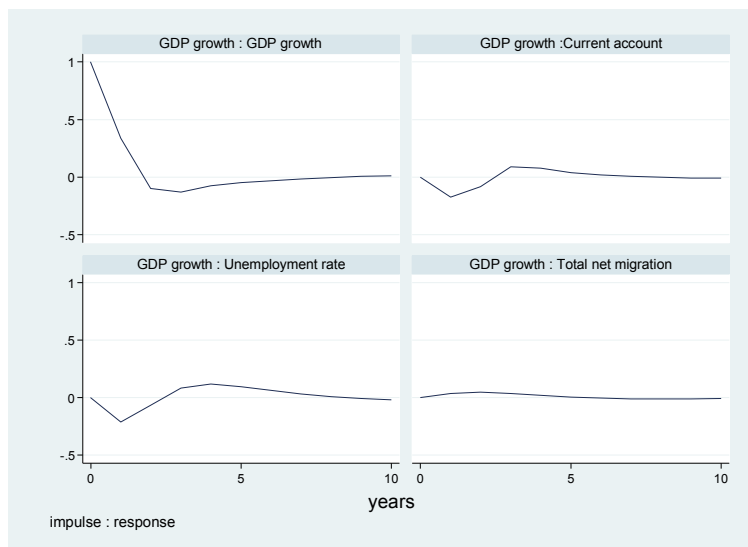 GDP growth : GDP growth
GDP growth :Current account
1
.5
0
-.5
GDP growth : Unemployment rate
GDP growth : Total net migration
1
.5
0
-.5
0 5 10 0 5 10
years
impulse : response